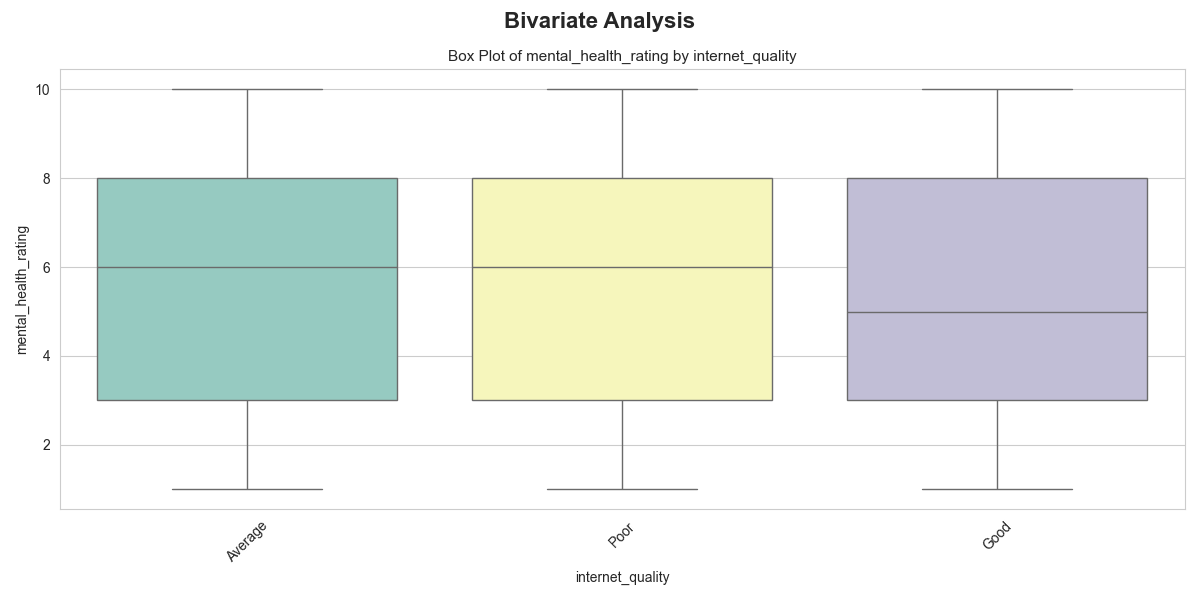 Bivariate Analysis
Box Plot of mental_health_rating by internet_quality
mental_health_rating
10
8
6
4
2
Average
Poor
Good
internet_quality